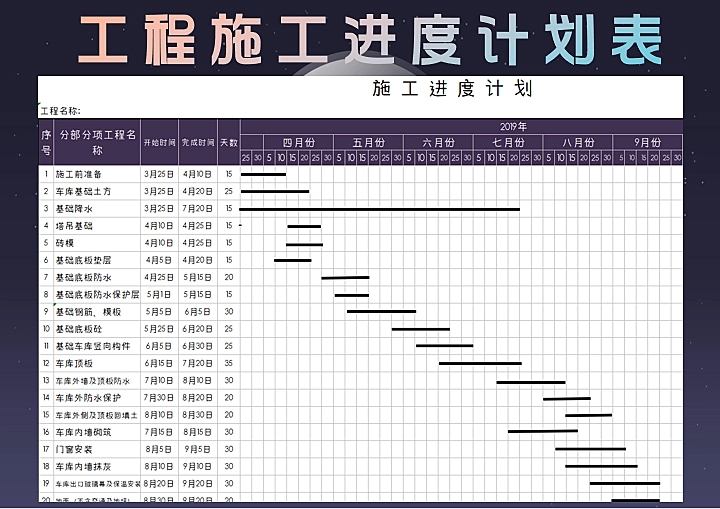 工程施工进度计划表
施工进度计划
工程名称:
序号 分部分项工程名称 开始时间 完成时间 天数 2019年
四月份 五月份 六月份 七月份 八月份 9月份
25 30 5 10 15 20 25 30 5 10 15 20 25 30 5 10 15 20 25 30 5 10 15 20 25 30 5 10 15 20 25 30 5 10 15 20 25 30
1 施工前准备 3月25日 4月10日 15
2 车库基础土方 3月25日 4月20日 25
3 基础降水 3月25日 7月20日 15
4 塔吊基础 4月10日 4月25日 15
5 砖模 4月10日 4月25日 15
6 基础底板垫层 4月5日 4月20日 15
7 基础底板防水 4月25日 5月15日 20
8 基础底板防水保护层 5月1日 5月15日 15
9 基础钢筋、模板 5月5日 6月5日 30
10 基础底板砼 5月25日 6月20日 25
11 基础车库竖向构件 6月5日 6月30日 25
12 车库顶板 6月15日 7月20日 35
13 车库外墙及顶板防水 7月10日 8月10日 30
14 车库外防水保护 7月30日 8月20日 20
15 车库外侧及顶板回填土 8月10日 8月30日 20
16 车库内墙砌筑 7月15日 8月15日 30
17 门窗安装 8月5日 9月5日 30
18 车库内墙抹灰 8月10日 9月10日 30
19 车库出口玻璃幕及保温安装 8月20日 9月20日 30
20 8月30日 9月20日 20